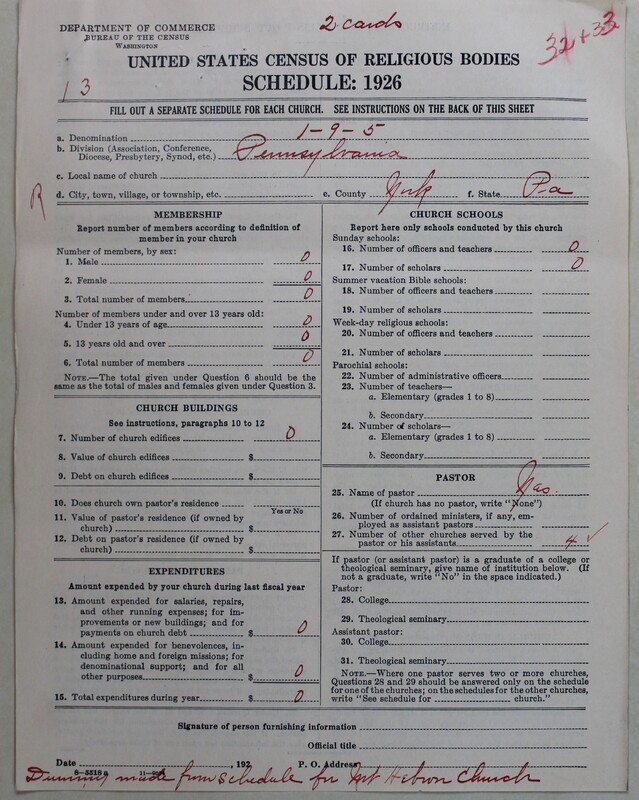 DEPARTMENT OF COMMERCE
BUREAU OF THE CENSUS
WASHINGTON
2 cards
32 + 33
UNITED STATES CENSUS OF RELIGIOUS BODIES
SCHEDULE: 1926
13
FILL OUT A SEPARATE SCHEDULE FOR EACH CHURCH. SEE INSTRUCTIONS ON THE BACK OF THIS SHEET
a. Denomination 1-9-5
b. Division (Association, Conference,
Diocese, Presbytery, Synod, etc.) Pennsylvania
c. Local name of church
R
d. City, town, village, or township, etc. e. County York f. State Pa
MEMBERSHIP
Report number of members according to definition of
member in your church
Number of members, by sex:
1. Male 0
2. Female 0
3. Total number of members 0
Number of members under and over 13 years old:
4. Under 13 years of age 0
5. 13 years old and over 0
6. Total number of members 0
NOTE.—The total given under Question 6 should be the
same as the total of males and females given under Question 3.
CHURCH BUILDINGS
See instructions, paragraphs 10 to 12
7. Number of church edifices 0
8. Value of church edifices $
9. Debt on church edifices $
10. Does church own pastor's residence
Yes or No
11. Value of pastor's residence (if owned by
church) $
12. Debt on pastor's residence (if owned by
church) $
EXPENDITURES
Amount expended by your church during last fiscal year
13. Amount expended for salaries, repairs,
and other running expenses; for im-
provements or new buildings; and for
payments on church debt $ 0
14. Amount expended for benevolences, in-
cluding home and foreign missions; for
denominational support; and for all
other purposes $ 0
15. Total expenditures during year $ 0
CHURCH SCHOOLS
Report here only schools conducted by this church
Sunday schools:
16. Number of officers and teachers 0
17. Number of scholars 0
Summer vacation Bible schools:
18. Number of officers and teachers
19. Number of scholars
Week-day religious schools:
20. Number of officers and teachers
21. Number of scholars
Parochial schools:
22. Number of administrative officers
23. Number of teachers—
a. Elementary (grades 1 to 8)
b. Secondary
24. Number of scholars—
a. Elementary (grades 1 to 8)
b. Secondary
PASTOR
25. Name of pastor
(If church has no pastor, write "None")
26. Number of ordained ministers, if any, em-
ployed as assistant pastors
27. Number of other churches served by the
pastor or his assistants 4 ✓
If pastor (or assistant pastor) is a graduate of a college or
theological seminary, give name of institution below. (If
not a graduate, write "No" in the space indicated.)
Pastor:
28. College
29. Theological seminary
Assistant pastor:
30. College
31. Theological seminary
NOTE.—Where one pastor serves two or more churches,
Questions 28 and 29 should be answered only on the schedule
for one of the churches; on the schedules for the other churches,
write "See schedule for church."
Signature of person furnishing information
Official title
Date , 192 P. O. Address
8-5518 a
Dummy made from schedule for Mt Hebron Church